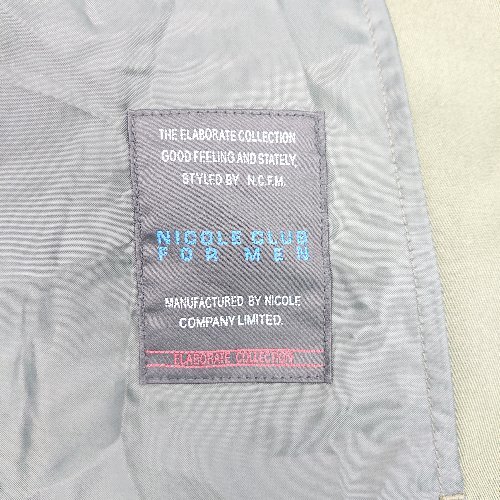 THE ELABORATE COLLECTION
GOOD FEELING AND STATELY,
STYLED BY N.C.F.M.
NICOLE CLUB
FOR MEN
MANUFACTURED BY NICOLE
COMPANY LIMITED.
ELABORATE COLLECTION